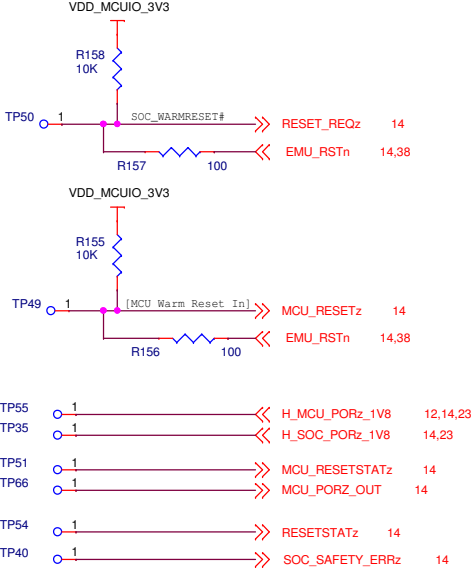 VDD_MCUIO_3V3
R158
10K
TP50 1 SOC_WARMRESET# RESET_REQz 14
EMU_RSTn 14,38
R157 100
VDD_MCUIO_3V3
R155
10K
TP49 1 [MCU Warm Reset In] MCU_RESETz 14
EMU_RSTn 14,38
R156 100
TP55 1 H_MCU_PORz_1V8 12,14,23
TP35 1 H_SOC_PORz_1V8 14,23
TP51 1 MCU_RESETSTATz 14
TP66 1 MCU_PORZ_OUT 14
TP54 1 RESETSTATz 14
TP40 1 SOC_SAFETY_ERRz 14